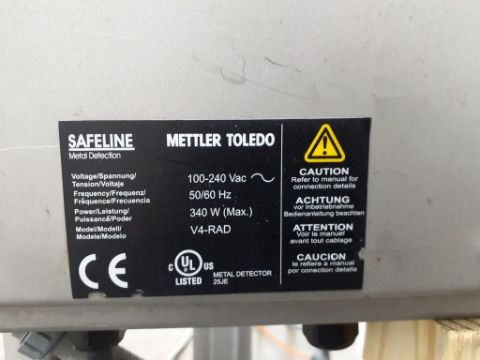 SAFELINE
Metal Detection
METTLER TOLEDO
Voltage/Spannung/
Tension/Voltaje
100-240 Vac
Frequency/Frequenz/
Fréquence/Frecuencia
50/60 Hz
Power/Leistung/
Puissancé/Poder
340 W (Max.)
Model/Modell/
Modele/Modelo
V4-RAD
CE
C UL US
LISTED
METAL DETECTOR
25JE
CAUTION
Refer to manual for
connection details
ACHTUNG
vor Inbetriebnahme
Bedienanleitung beachten
ATTENTION
Voir le manuel
avant tout cablage
CAUCION
le refiere a manual
por conection details